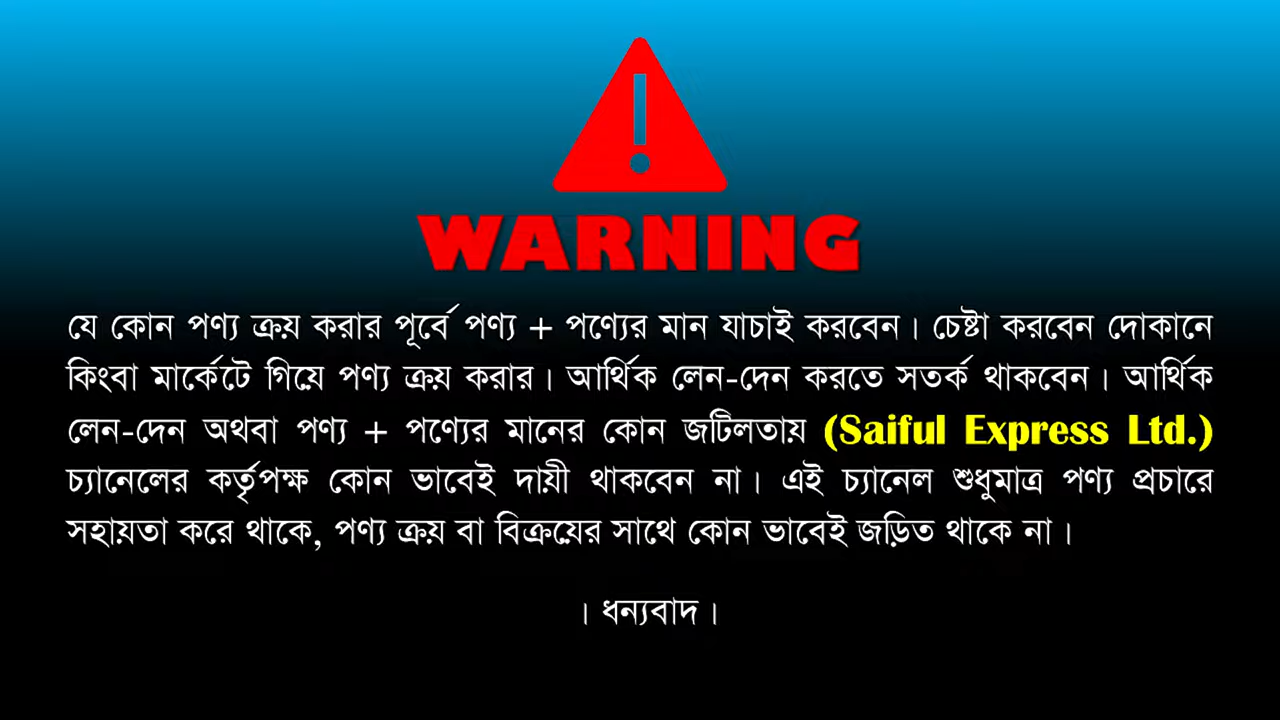 WARNING
যে কোন পণ্য ক্রয় করার পূর্বে পণ্য + পণ্যের মান যাচাই করবেন। চেষ্টা করবেন দোকানে
কিংবা মার্কেটে গিয়ে পণ্য ক্রয় করার। আর্থিক লেন-দেন করতে সতর্ক থাকবেন। আর্থিক
লেন-দেন অথবা পণ্য + পণ্যের মানের কোন জটিলতায় (Saiful Express Ltd.)
চ্যানেলের কর্তৃপক্ষ কোন ভাবেই দায়ী থাকবেন না। এই চ্যানেল শুধুমাত্র পণ্য প্রচারে
সহায়তা করে থাকে, পণ্য ক্রয় বা বিক্রয়ের সাথে কোন ভাবেই জড়িত থাকে না।
। ধন্যবাদ ।